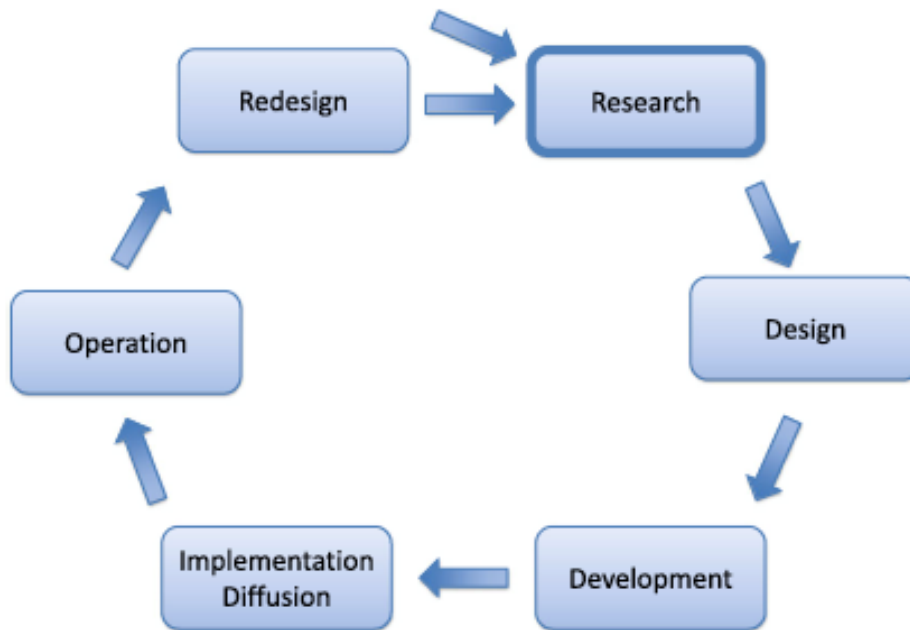 Redesign
Research
Design
Development
Implementation
Diffusion
Operation